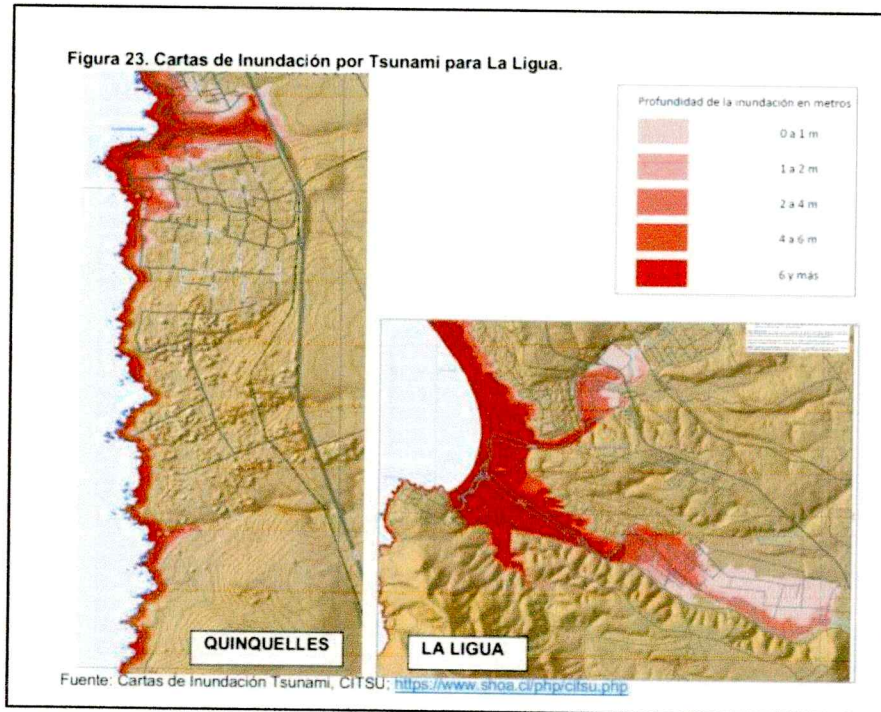 Figura 23. Cartas de Inundación por Tsunami para La Ligua.
Profundidad de la inundación en metros
0 a 1 m
1 a 2 m
2 a 4 m
4 a 6 m
6 y más
QUINQUELLES
LA LIGUA
Fuente: Cartas de Inundación Tsunami, CITSU; https://www.shoa.cl/php/citsu.php